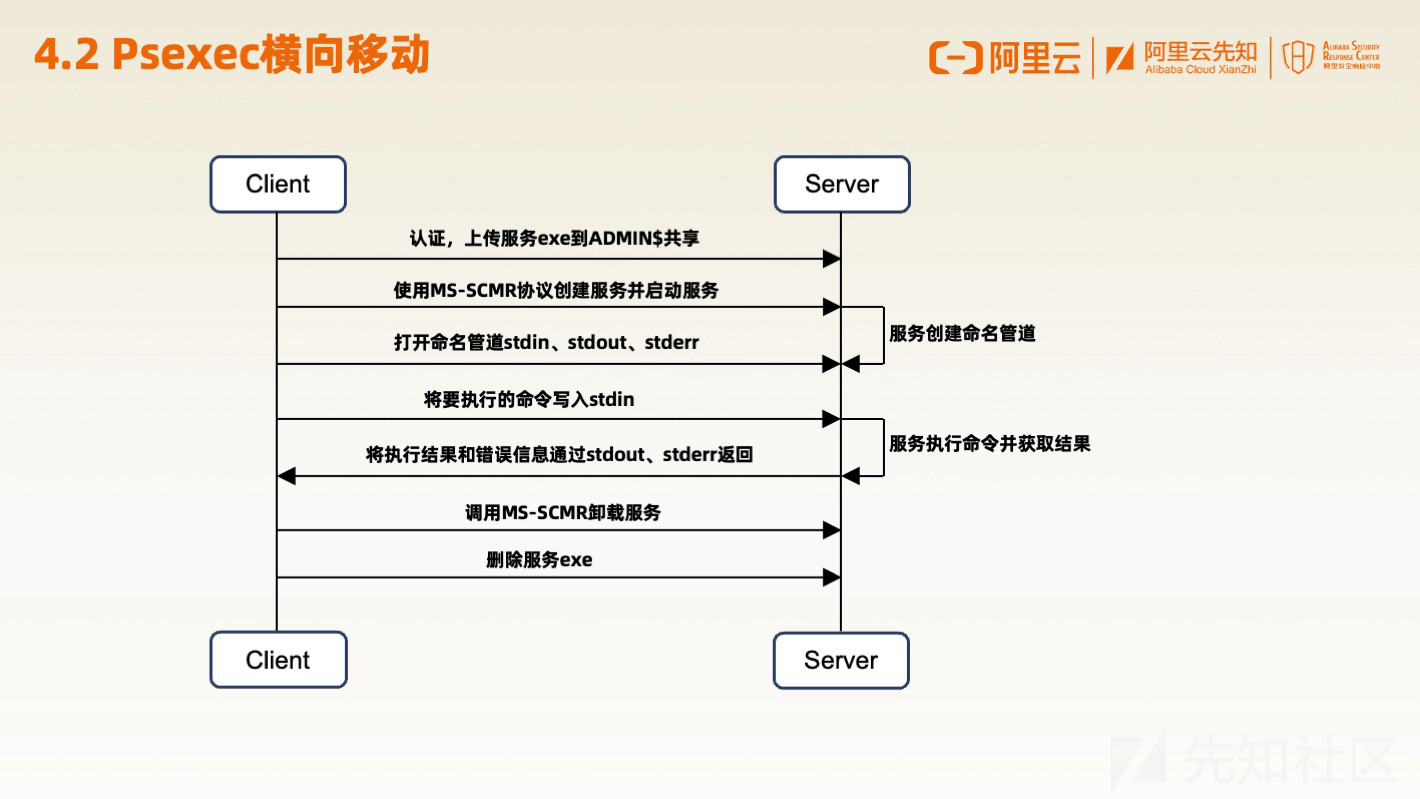 4.2 Psexec横向移动
阿里云
阿里云先知
Alibaba Cloud XianZhi
ALIBABA SECURITY
RESPONSE CENTER
阿里安全响应中心
Client
Server
认证，上传服务exe到ADMIN$共享
使用MS-SCMR协议创建服务并启动服务
服务创建命名管道
打开命名管道stdin、stdout、stderr
将要执行的命令写入stdin
服务执行命令并获取结果
将执行结果和错误信息通过stdout、stderr返回
调用MS-SCMR卸载服务
删除服务exe
Client
Server
先知社区